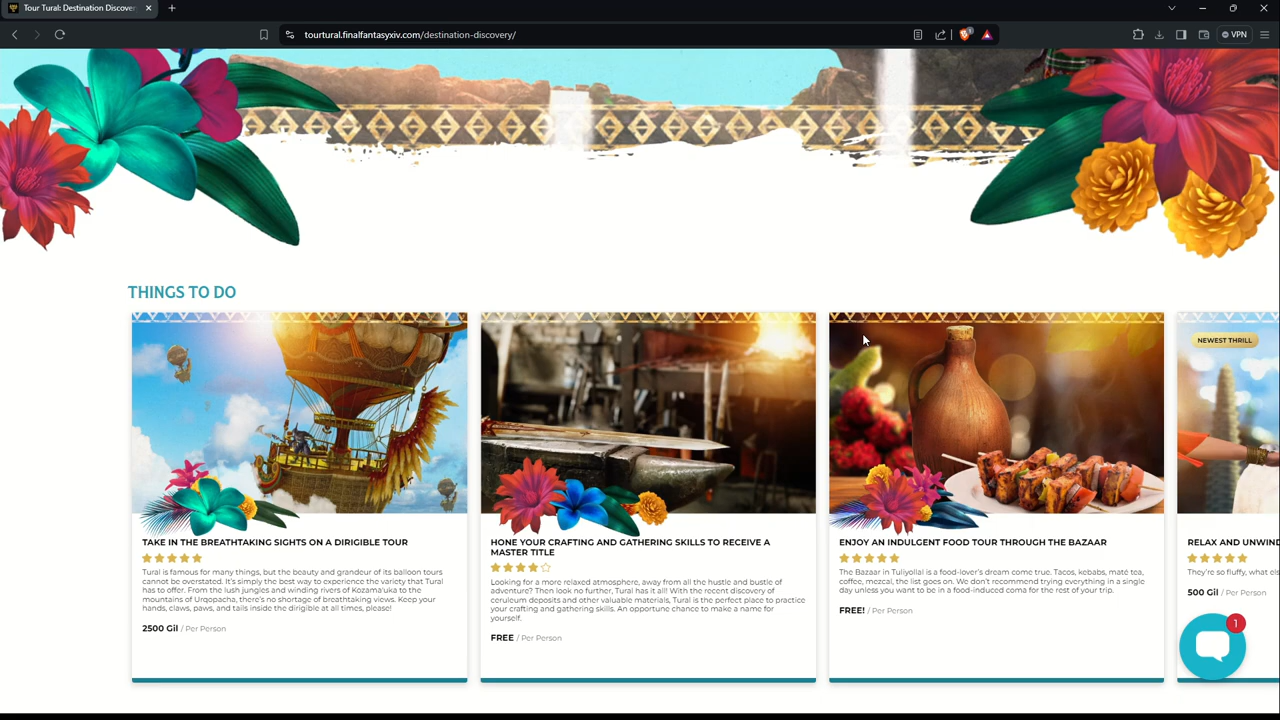 Tour Tural: Destination Discover
tourtural.finalfantasyxiv.com/destination-discovery/
VPN
THINGS TO DO
NEWEST THRILL
TAKE IN THE BREATHTAKING SIGHTS ON A DIRIGIBLE TOUR
Tural is famous for many things, but the beauty and grandeur of its balloon tours
cannot be overstated. It's simply the best way to experience the variety that Tural
has to offer. From the lush jungles and winding rivers of Kozama'uka to the
mountains of Urqopacha, there's no shortage of breathtaking views. Keep your
hands, claws, paws, and tails inside the dirigible at all times, please!
2500 Gil / Per Person
HONE YOUR CRAFTING AND GATHERING SKILLS TO RECEIVE A
MASTER TITLE
Looking for a more relaxed atmosphere, away from all the hustle and bustle of
adventure? Then look no further, Tural has it all! With the recent discovery of
ceruleum deposits and other valuable materials, Tural is the perfect place to practice
your crafting and gathering skills. An opportune chance to make a name for
yourself.
FREE / Per Person
ENJOY AN INDULGENT FOOD TOUR THROUGH THE BAZAAR
The Bazaar in Tuliyollal is a food-lover's dream come true. Tacos, kebabs, maté tea,
coffee, mezcal, the list goes on. We don't recommend trying everything in a single
day unless you want to be in a food-induced coma for the rest of your trip.
FREE! / Per Person
RELAX AND UNWIND
They're so fluffy, what els
500 Gil / Per Person
1